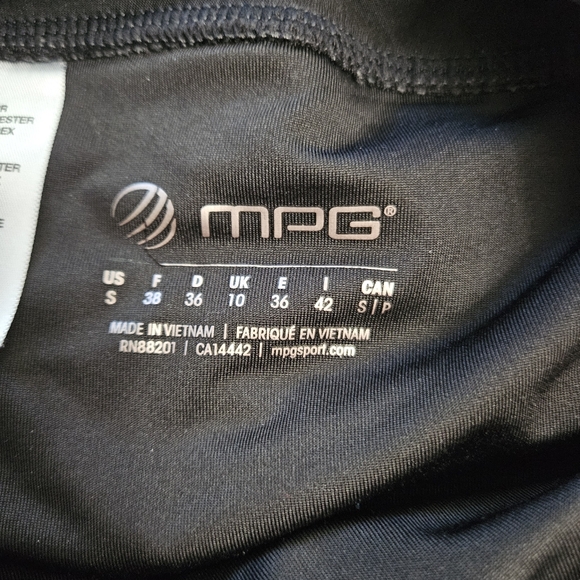 ESTER
MPG®
US F D UK E I CAN
S 38 36 10 36 42 S|P
MADE IN VIETNAM | FABRIQUÉ EN VIETNAM
RN88201 | CA14442 | mpgsport.com